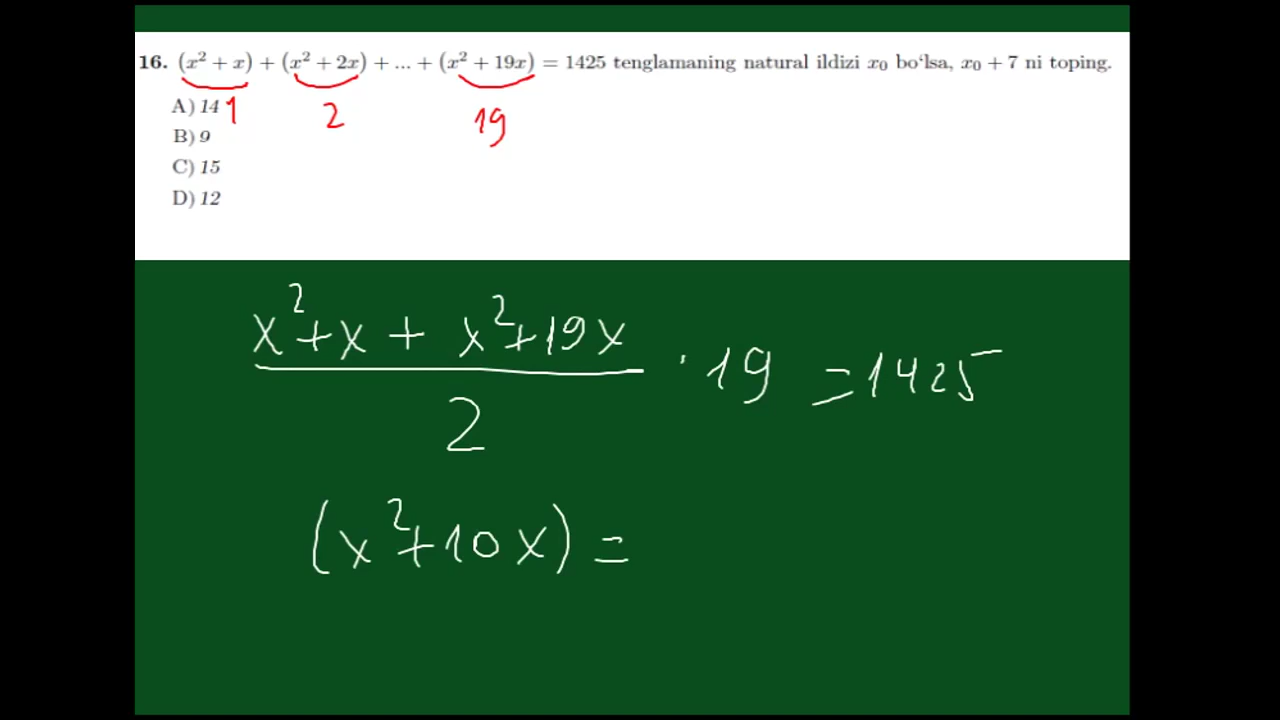 16. (x² + x) + (x² + 2x) + ... + (x² + 19x) = 1425 tenglamaning natural ildizi x₀ bo‘lsa, x₀ + 7 ni toping.
A) 14
B) 9
C) 15
D) 12
1 2 19
x²+x + x²+19x
2
· 19 = 1425
(x²+10x) =